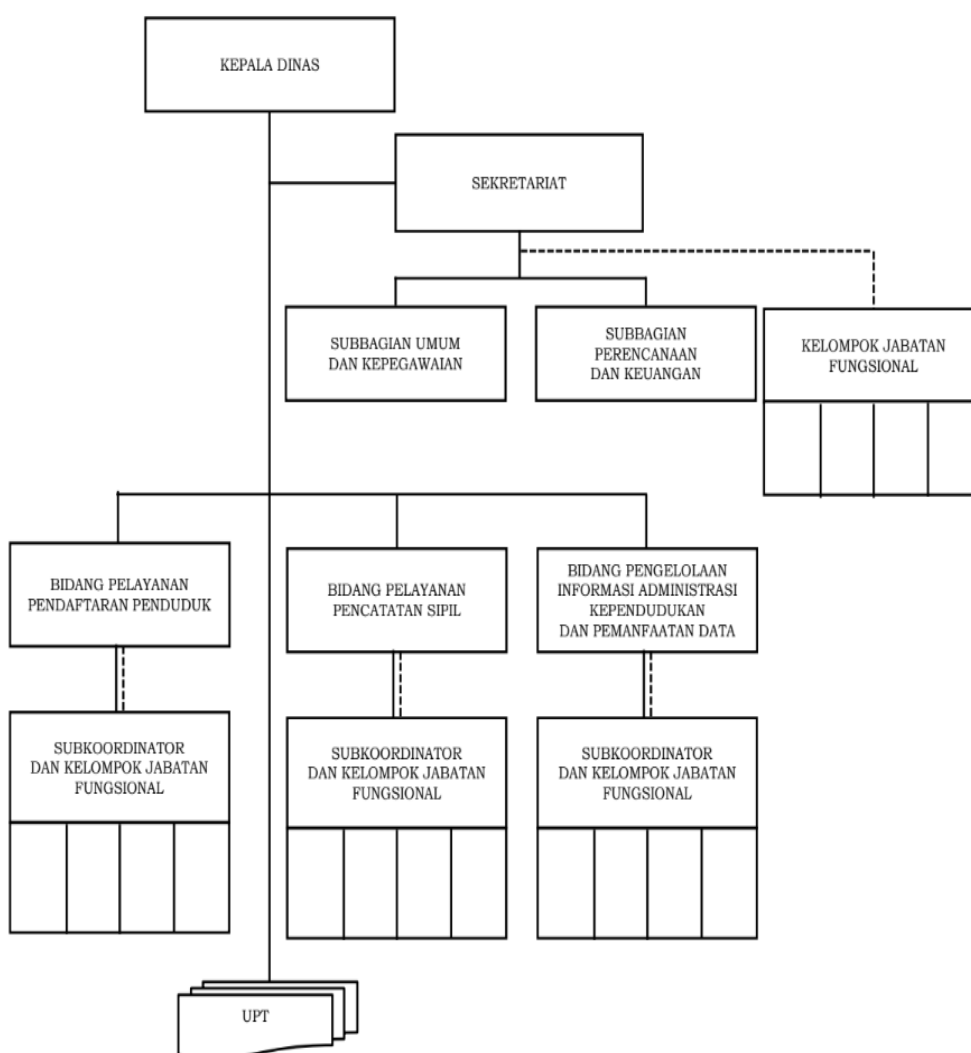 KEPALA DINAS
SEKRETARIAT
SUBBAGIAN UMUM
DAN KEPEGAWAIAN
SUBBAGIAN
PERENCANAAN
DAN KEUANGAN
KELOMPOK JABATAN
FUNGSIONAL
BIDANG PELAYANAN
PENDAFTARAN PENDUDUK
BIDANG PELAYANAN
PENCATATAN SIPIL
BIDANG PENGELOLAAN
INFORMASI ADMINISTRASI
KEPENDUDUKAN
DAN PEMANFAATAN DATA
SUBKOORDINATOR
DAN KELOMPOK JABATAN
FUNGSIONAL
SUBKOORDINATOR
DAN KELOMPOK JABATAN
FUNGSIONAL
SUBKOORDINATOR
DAN KELOMPOK JABATAN
FUNGSIONAL
UPT